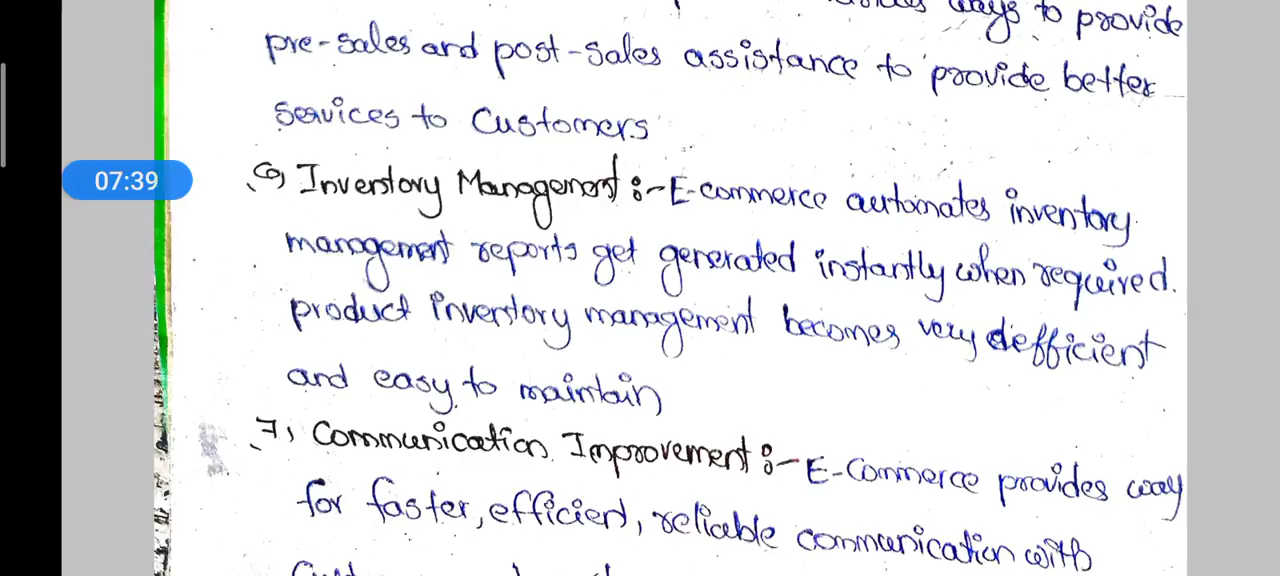 ways to provide
pre-sales and post-sales assistance to provide better
services to customers
6, Inventory Management :- E-commerce automates inventory
07:39
management reports get generated instantly when required.
product inventory management becomes very defficient
and easy to maintain
7, Communication Improvement :- E-Commerce provides way
for faster, efficient, reliable communication with